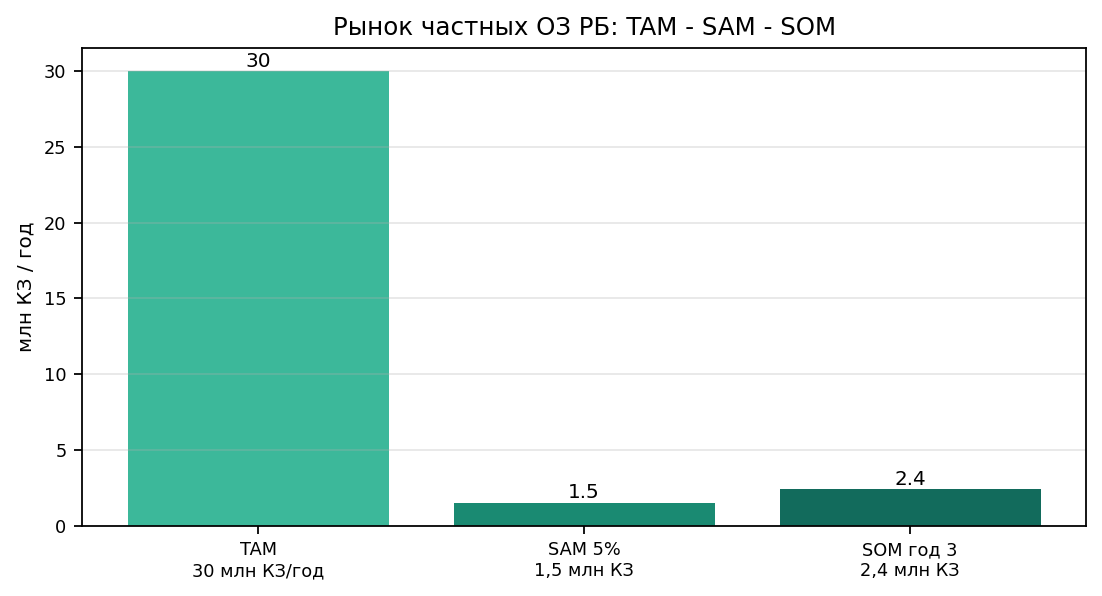 Рынок частных ОЗ РБ: TAM - SAM - SOM
млн КЗ / год
30
25
20
15
10
5
0
30
1.5
2.4
TAM
30 млн КЗ/год
SAM 5%
1,5 млн КЗ
SOM год 3
2,4 млн КЗ